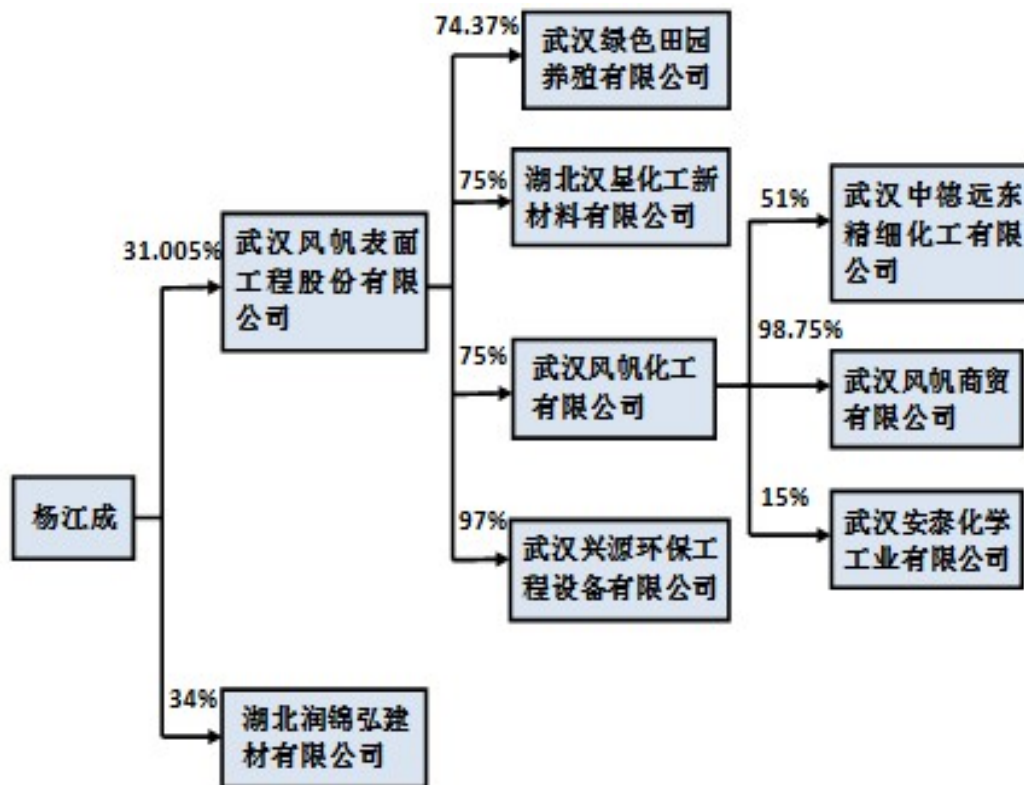 74.37%
武汉绿色田园
养殖有限公司
75%
湖北汉星化工新
材料有限公司
51%
武汉中德远东
精细化工有限
公司
31.005%
武汉风帆表面
工程股份有限
公司
75%
武汉风帆化工
有限公司
98.75%
武汉风帆商贸
有限公司
杨江成
97%
武汉兴源环保工
程设备有限公司
15%
武汉安泰化学
工业有限公司
34%
湖北润锦弘建
材有限公司